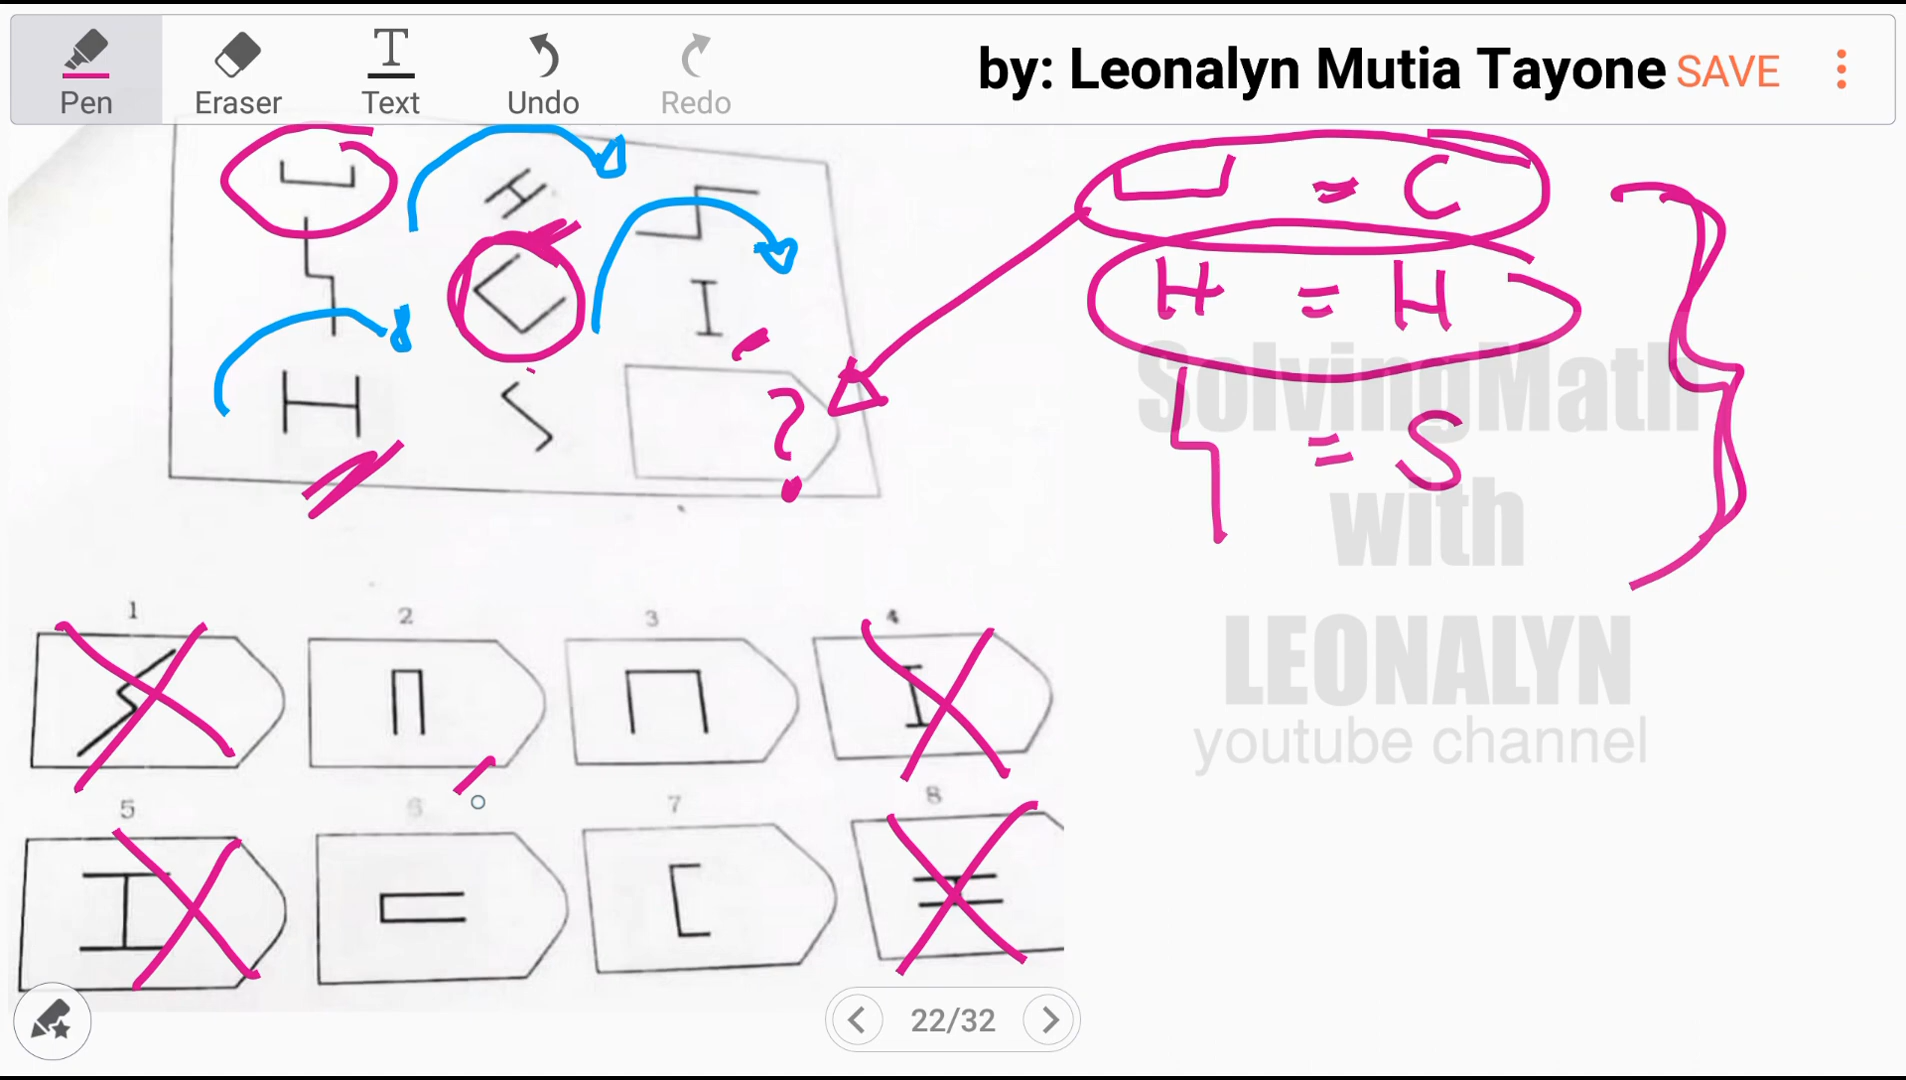 Pen
Eraser
Text
Undo
Redo
by: Leonalyn Mutia Tayone
SAVE
= C
H = H
= S
SolvingMath
with
LEONALYN
youtube channel
?
1
2
3
4
5
6
7
8
22/32